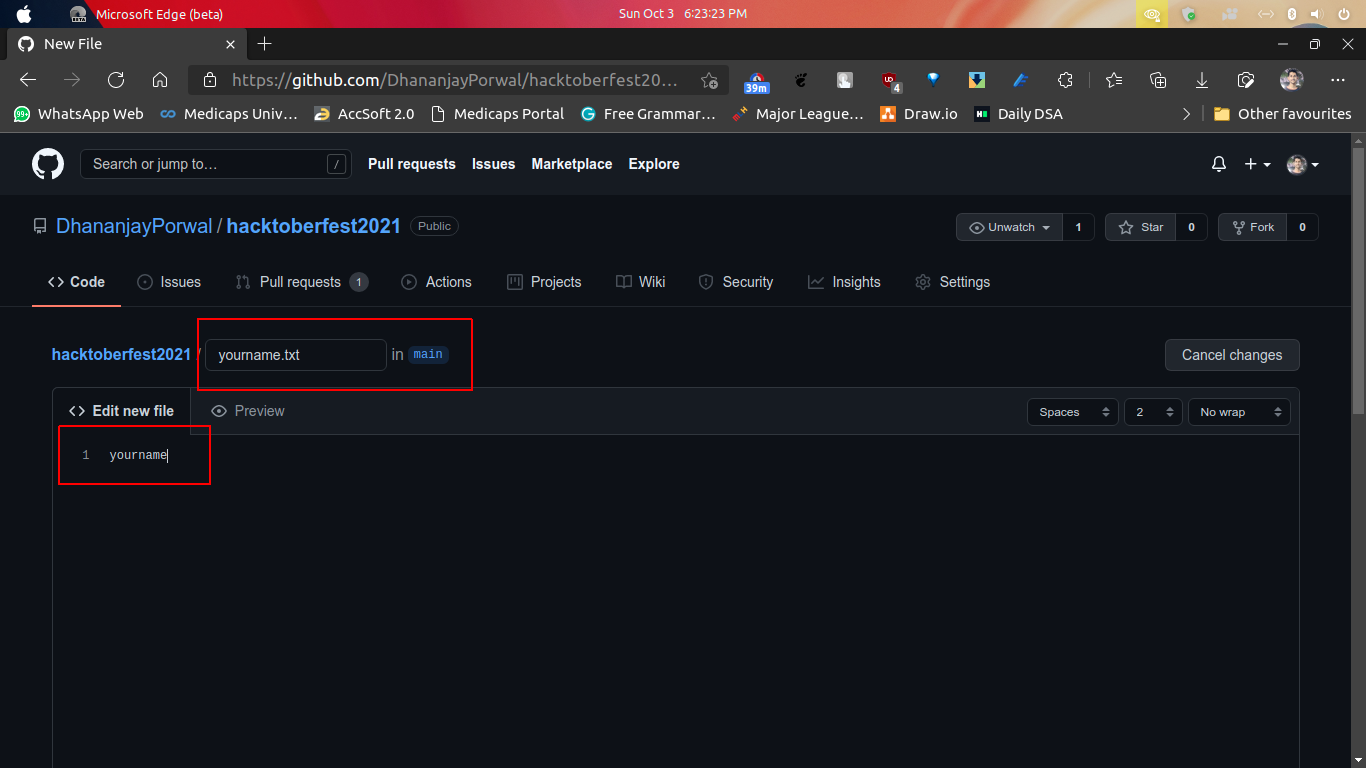 Microsoft Edge (beta) Sun Oct 3 6:23:23 PM
New File
https://github.com/DhananjayPorwal/hacktoberfest20... 39m UD 4
99+ WhatsApp Web Medicaps Univ... AccSoft 2.0 Medicaps Portal Free Grammar... Major League... Draw.io Daily DSA Other favourites
Search or jump to... / Pull requests Issues Marketplace Explore
DhananjayPorwal / hacktoberfest2021 Public Unwatch 1 Star 0 Fork 0
Code Issues Pull requests 1 Actions Projects Wiki Security Insights Settings
hacktoberfest2021 / yourname.txt in main Cancel changes
Edit new file Preview Spaces 2 No wrap
1 yourname